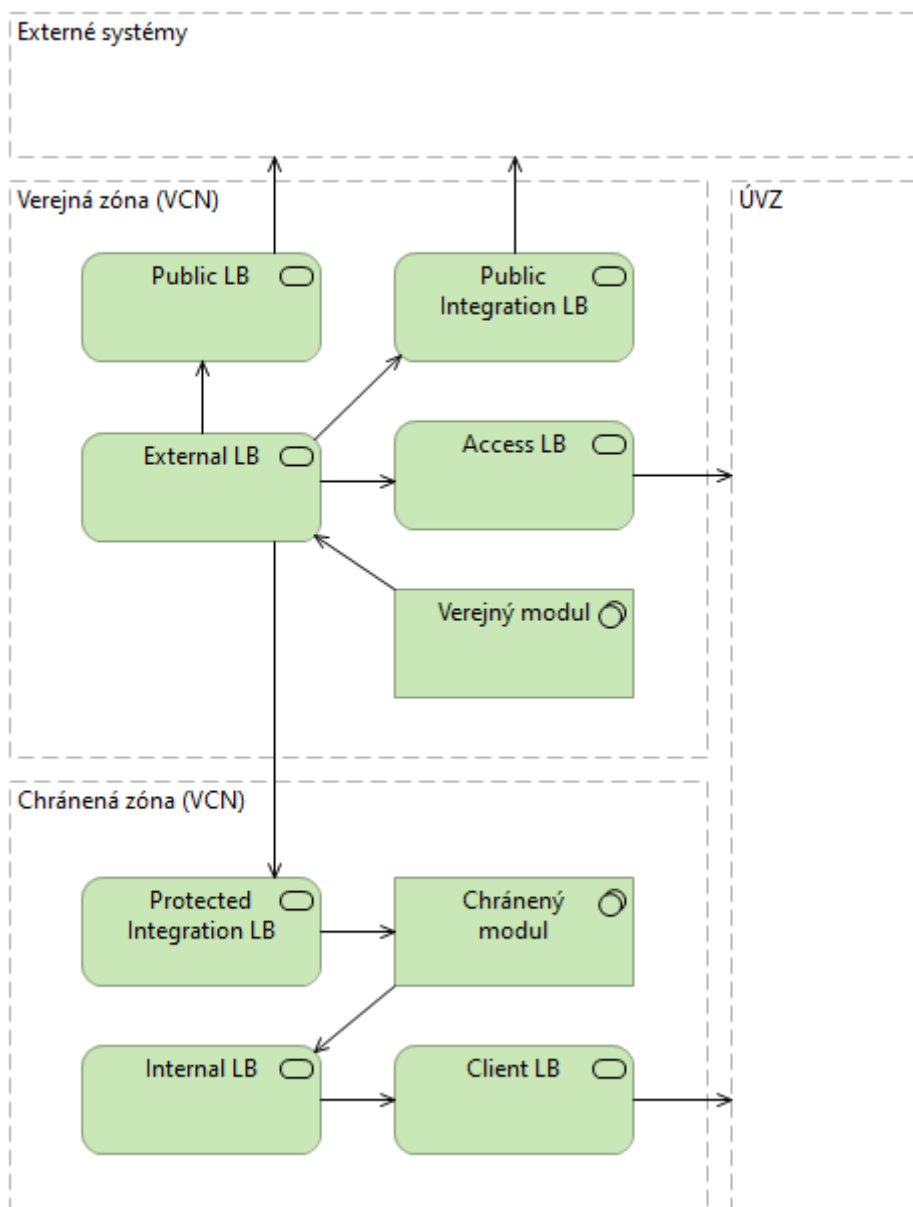 Externé systémy
Verejná zóna (VCN)
ÚVZ
Public LB
Public
Integration LB
External LB
Access LB
Verejný modul
Chránená zóna (VCN)
Protected
Integration LB
Chránený
modul
Internal LB
Client LB